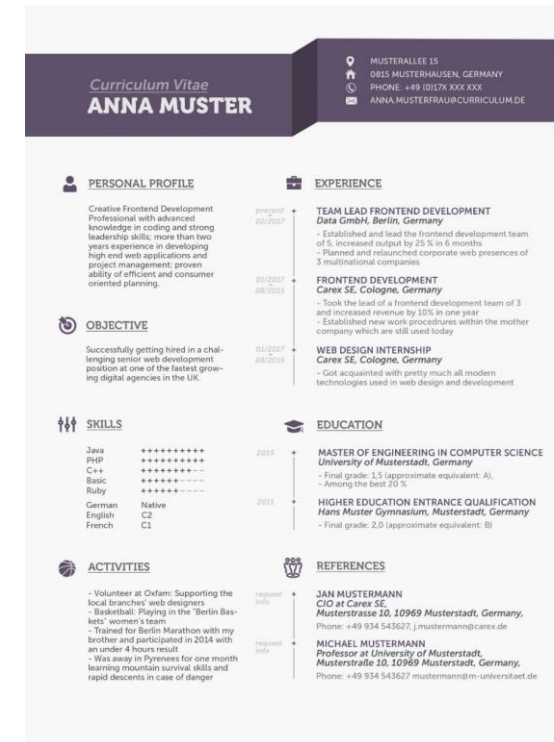 Curriculum Vitae
ANNA MUSTER
MUSTERALLEE 15
0815 MUSTERHAUSEN, GERMANY
PHONE: +49 (0)17X XXX XXX
ANNA.MUSTERFRAU@CURRICULUM.DE
PERSONAL PROFILE
Creative Frontend Development
Professional with advanced
knowledge in coding and strong
leadership skills; more than two
years experience in developing
high end web applications and
project management; proven
ability of efficient and consumer
oriented planning.
OBJECTIVE
Successfully getting hired in a chal-
lenging senior web development
position at one of the fastest grow-
ing digital agencies in the UK.
SKILLS
Java ++++++++++
PHP ++++++++++
C++ ++++++++--
Basic ++++++----
Ruby ++++++----
German Native
English C2
French C1
ACTIVITIES
- Volunteer at Oxfam: Supporting the
local branches' web designers
- Basketball: Playing in the "Berlin Bas-
kets" women's team
- Trained for Berlin Marathon with my
brother and participated in 2014 with
an under 4 hours result
- Was away in Pyrenees for one month
learning mountain survival skills and
rapid descents in case of danger
EXPERIENCE
present
02/2017
TEAM LEAD FRONTEND DEVELOPMENT
Data GmbH, Berlin, Germany
- Established and lead the frontend development team
of 5, increased output by 25 % in 6 months
- Planned and relaunched corporate web presences of
3 multinational companies
01/2017
08/2015
FRONTEND DEVELOPMENT
Carex SE, Cologne, Germany
- Took the lead of a frontend development team of 3
and increased revenue by 10% in one year
- Established new work procedrures within the mother
company which are still used today
01/2017
08/2015
WEB DESIGN INTERNSHIP
Carex SE, Cologne, Germany
- Got acquainted with pretty much all modern
technologies used in web design and development
EDUCATION
2015
MASTER OF ENGINEERING IN COMPUTER SCIENCE
University of Musterstadt, Germany
- Final grade: 1,5 (approximate equivalent: A),
- Among the best 20 %
2011
HIGHER EDUCATION ENTRANCE QUALIFICATION
Hans Muster Gymnasium, Musterstadt, Germany
- Final grade: 2,0 (approximate equivalent: B)
REFERENCES
request
info
JAN MUSTERMANN
CIO at Carex SE,
Musterstrasse 10, 10969 Musterstadt, Germany,
Phone: +49 934 543627, j.mustermann@carex.de
request
info
MICHAEL MUSTERMANN
Professor at University of Musterstadt,
Musterstraße 10, 10969 Musterstadt, Germany,
Phone: +49 934 543627 mustermann@m-universitaet.de